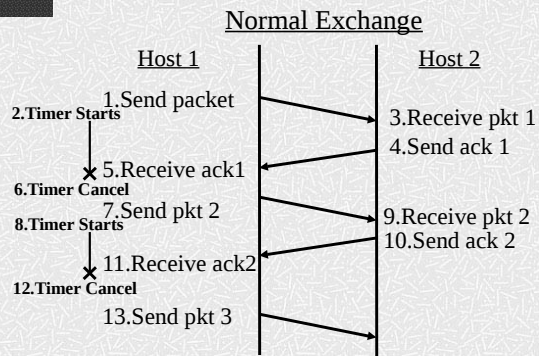 Normal Exchange
Host 1
Host 2
1.Send packet
2.Timer Starts
3.Receive pkt 1
4.Send ack 1
5.Receive ack1
6.Timer Cancel
7.Send pkt 2
8.Timer Starts
9.Receive pkt 2
10.Send ack 2
11.Receive ack2
12.Timer Cancel
13.Send pkt 3